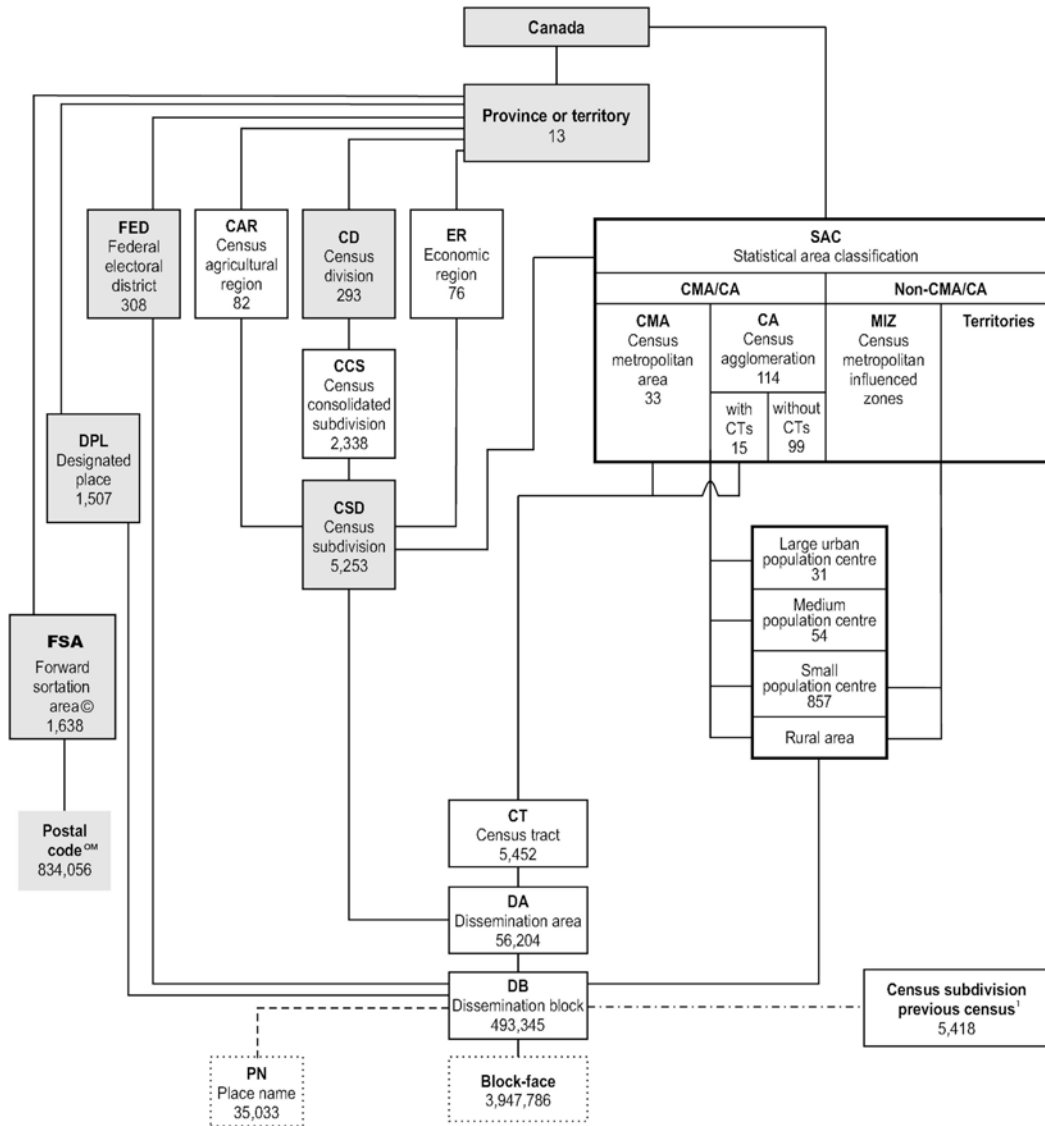 Canada
Province or territory
13
FED
Federal
electoral
district
308
CAR
Census
agricultural
region
82
CD
Census
division
293
ER
Economic
region
76
SAC
Statistical area classification
CMA/CA
Non-CMA/CA
CMA
Census
metropolitan
area
33
CA
Census
agglomeration
114
with
CTs
15
without
CTs
99
MIZ
Census
metropolitan
influenced
zones
Territories
CCS
Census
consolidated
subdivision
2,338
DPL
Designated
place
1,507
CSD
Census
subdivision
5,253
Large urban
population centre
31
Medium
population centre
54
Small
population centre
857
Rural area
FSA
Forward
sortation
area©
1,638
Postal
code OM
834,056
CT
Census tract
5,452
DA
Dissemination area
56,204
DB
Dissemination block
493,345
Census subdivision
previous census¹
5,418
PN
Place name
35,033
Block-face
3,947,786